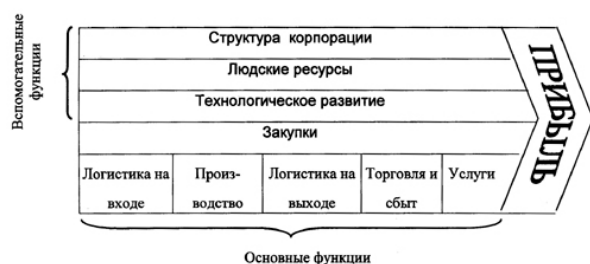 Вспомогательные
функции
Структура корпорации
Людские ресурсы
Технологическое развитие
Закупки
Логистика на
входе
Произ-
водство
Логистика на
выходе
Торговля и
сбыт
Услуги
ПРИБЫЛЬ
Основные функции